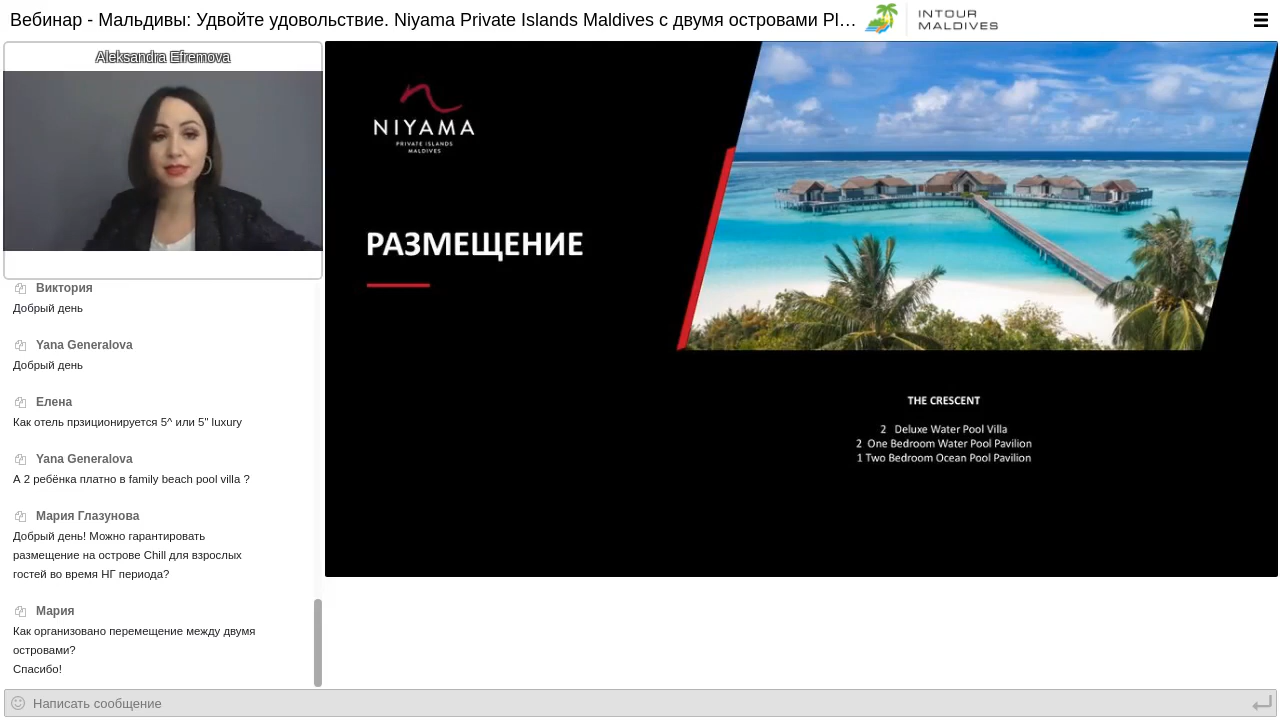 Вебинар - Мальдивы: Удвойте удовольствие. Niyama Private Islands Maldives с двумя островами Pl…
INTOUR
MALDIVES
Aleksandra Efremova
Виктория
Добрый день
Yana Generalova
Добрый день
Елена
Как отель прзиционируется 5^ или 5" luxury
Yana Generalova
А 2 ребёнка платно в family beach pool villa ?
Мария Глазунова
Добрый день! Можно гарантировать
размещение на острове Chill для взрослых
гостей во время НГ периода?
Мария
Как организовано перемещение между двумя
островами?
Спасибо!
Написать сообщение
NIYAMA
PRIVATE ISLANDS
MALDIVES
РАЗМЕЩЕНИЕ
THE CRESCENT
2 Deluxe Water Pool Villa
2 One Bedroom Water Pool Pavilion
1 Two Bedroom Ocean Pool Pavilion